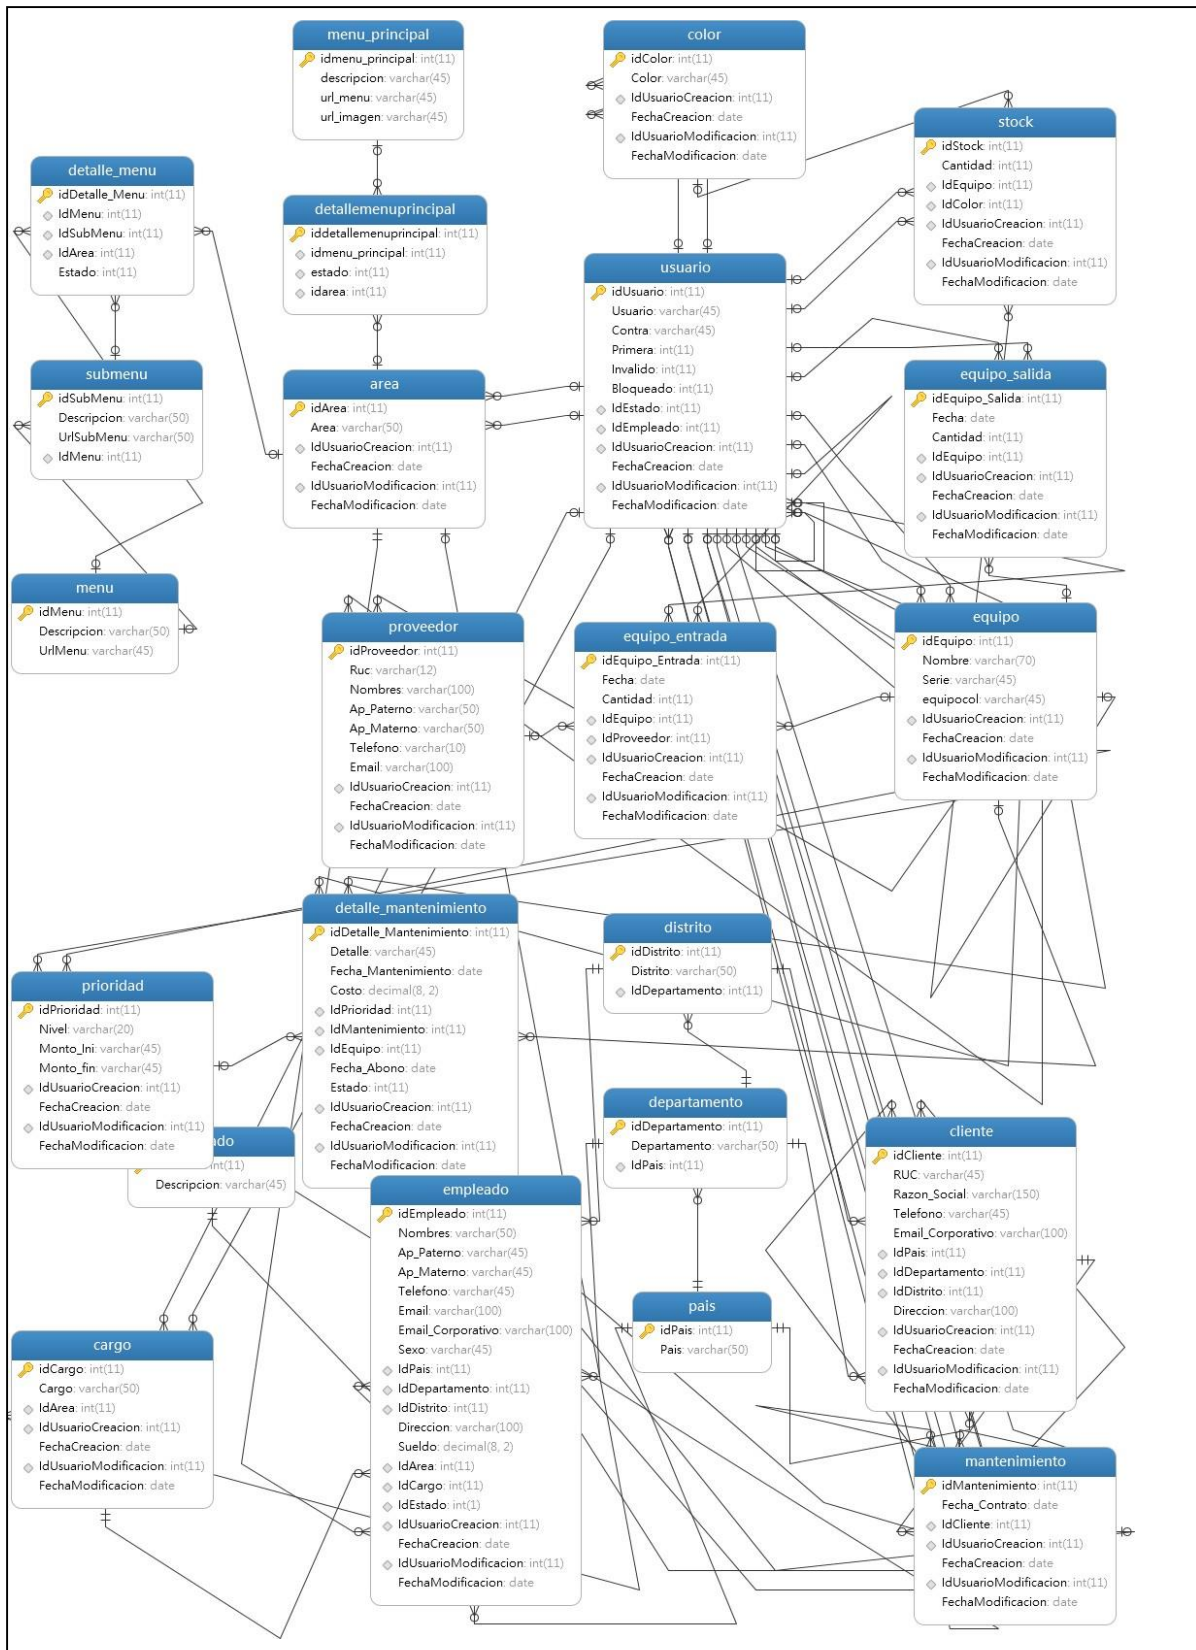 menu_principal
idmenu_principal: int(11)
descripcion: varchar(45)
url_menu: varchar(45)
url_imagen: varchar(45)
color
idColor: int(11)
Color: varchar(45)
IdUsuarioCreacion: int(11)
FechaCreacion: date
IdUsuarioModificacion: int(11)
FechaModificacion: date
stock
idStock: int(11)
Cantidad: int(11)
IdEquipo: int(11)
IdColor: int(11)
IdUsuarioCreacion: int(11)
FechaCreacion: date
IdUsuarioModificacion: int(11)
FechaModificacion: date
detalle_menu
idDetalle_Menu: int(11)
IdMenu: int(11)
IdSubMenu: int(11)
IdArea: int(11)
Estado: int(11)
detallemenuprincipal
iddetallemenuprincipal: int(11)
idmenu_principal: int(11)
estado: int(11)
idarea: int(11)
usuario
idUsuario: int(11)
Usuario: varchar(45)
Contra: varchar(45)
Primera: int(11)
Invalido: int(11)
Bloqueado: int(11)
IdEstado: int(11)
IdEmpleado: int(11)
IdUsuarioCreacion: int(11)
FechaCreacion: date
IdUsuarioModificacion: int(11)
FechaModificacion: date
submenu
idSubMenu: int(11)
Descripcion: varchar(50)
UrlSubMenu: varchar(50)
IdMenu: int(11)
area
idArea: int(11)
Area: varchar(50)
IdUsuarioCreacion: int(11)
FechaCreacion: date
IdUsuarioModificacion: int(11)
FechaModificacion: date
equipo_salida
idEquipo_Salida: int(11)
Fecha: date
Cantidad: int(11)
IdEquipo: int(11)
IdUsuarioCreacion: int(11)
FechaCreacion: date
IdUsuarioModificacion: int(11)
FechaModificacion: date
menu
idMenu: int(11)
Descripcion: varchar(50)
UrlMenu: varchar(45)
proveedor
idProveedor: int(11)
Ruc: varchar(12)
Nombres: varchar(100)
Ap_Paterno: varchar(50)
Ap_Materno: varchar(50)
Telefono: varchar(10)
Email: varchar(100)
IdUsuarioCreacion: int(11)
FechaCreacion: date
IdUsuarioModificacion: int(11)
FechaModificacion: date
equipo_entrada
idEquipo_Entrada: int(11)
Fecha: date
Cantidad: int(11)
IdEquipo: int(11)
IdProveedor: int(11)
IdUsuarioCreacion: int(11)
FechaCreacion: date
IdUsuarioModificacion: int(11)
FechaModificacion: date
equipo
idEquipo: int(11)
Nombre: varchar(70)
Serie: varchar(45)
equipocol: varchar(45)
IdUsuarioCreacion: int(11)
FechaCreacion: date
IdUsuarioModificacion: int(11)
FechaModificacion: date
detalle_mantenimiento
idDetalle_Mantenimiento: int(11)
Detalle: varchar(45)
Fecha_Mantenimiento: date
Costo: decimal(8, 2)
IdPrioridad: int(11)
IdMantenimiento: int(11)
IdEquipo: int(11)
Fecha_Abono: date
Estado: int(11)
IdUsuarioCreacion: int(11)
FechaCreacion: date
IdUsuarioModificacion: int(11)
FechaModificacion: date
distrito
idDistrito: int(11)
Distrito: varchar(50)
IdDepartamento: int(11)
prioridad
idPrioridad: int(11)
Nivel: varchar(20)
Monto_Ini: varchar(45)
Monto_fin: varchar(45)
IdUsuarioCreacion: int(11)
FechaCreacion: date
IdUsuarioModificacion: int(11)
FechaModificacion: date
ado
int(11)
Descripcion: varchar(45)
departamento
idDepartamento: int(11)
Departamento: varchar(50)
IdPais: int(11)
cliente
idCliente: int(11)
RUC: varchar(45)
Razon_Social: varchar(150)
Telefono: varchar(45)
Email_Corporativo: varchar(100)
IdPais: int(11)
IdDepartamento: int(11)
IdDistrito: int(11)
Direccion: varchar(100)
IdUsuarioCreacion: int(11)
FechaCreacion: date
IdUsuarioModificacion: int(11)
FechaModificacion: date
empleado
idEmpleado: int(11)
Nombres: varchar(50)
Ap_Paterno: varchar(45)
Ap_Materno: varchar(45)
Telefono: varchar(45)
Email: varchar(100)
Email_Corporativo: varchar(100)
Sexo: varchar(45)
IdPais: int(11)
IdDepartamento: int(11)
IdDistrito: int(11)
Direccion: varchar(100)
Sueldo: decimal(8, 2)
IdArea: int(11)
IdCargo: int(11)
IdEstado: int(1)
IdUsuarioCreacion: int(11)
FechaCreacion: date
IdUsuarioModificacion: int(11)
FechaModificacion: date
pais
idPais: int(11)
Pais: varchar(50)
cargo
idCargo: int(11)
Cargo: varchar(50)
IdArea: int(11)
IdUsuarioCreacion: int(11)
FechaCreacion: date
IdUsuarioModificacion: int(11)
FechaModificacion: date
mantenimiento
idMantenimiento: int(11)
Fecha_Contrato: date
IdCliente: int(11)
IdUsuarioCreacion: int(11)
FechaCreacion: date
IdUsuarioModificacion: int(11)
FechaModificacion: date